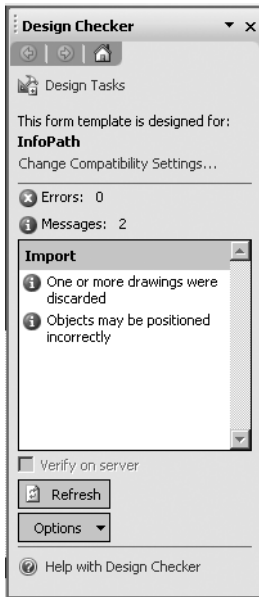 Design Checker
Design Tasks
This form template is designed for:
InfoPath
Change Compatibility Settings...
Errors: 0
Messages: 2
Import
One or more drawings were
discarded
Objects may be positioned
incorrectly
Verify on server
Refresh
Options
Help with Design Checker